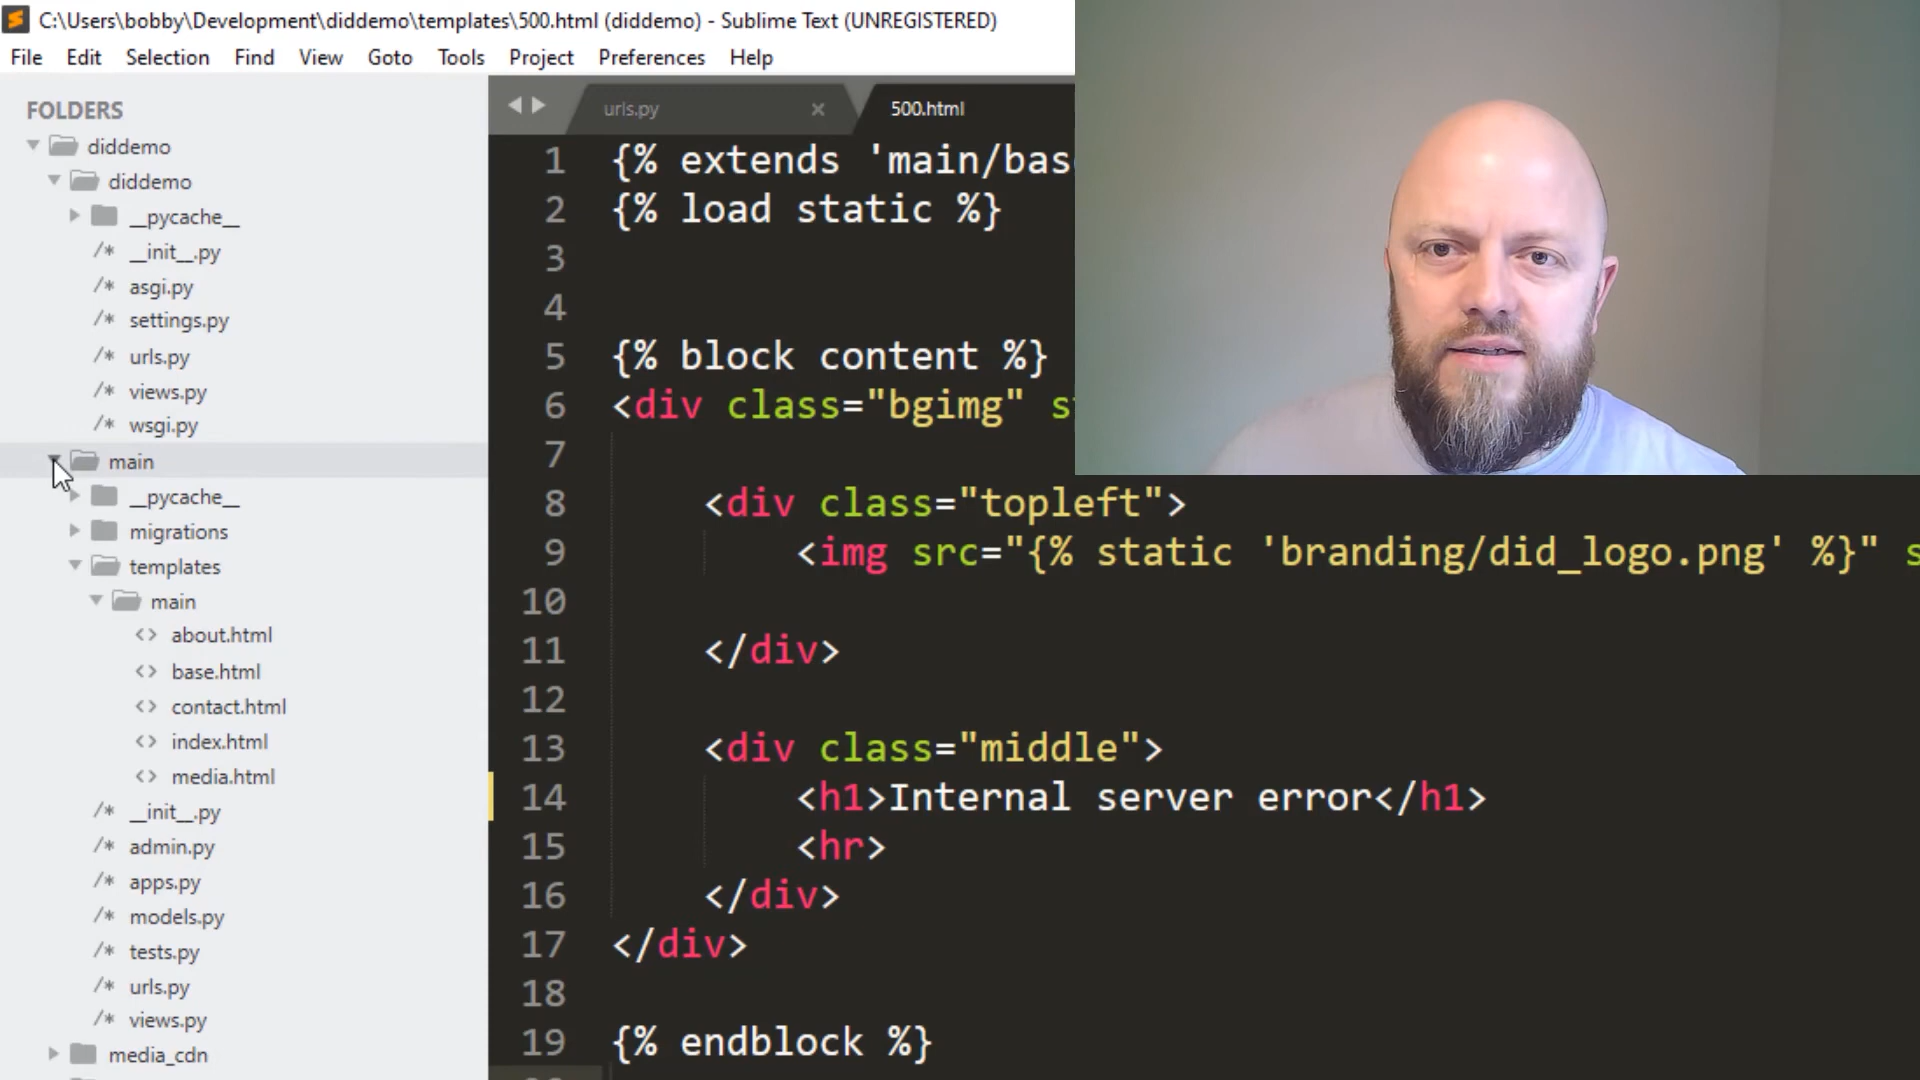 C:\Users\bobby\Development\diddemo\templates\500.html (diddemo) - Sublime Text (UNREGISTERED)
File Edit Selection Find View Goto Tools Project Preferences Help
FOLDERS
diddemo
diddemo
__pycache__
/* __init__.py
/* asgi.py
/* settings.py
/* urls.py
/* views.py
/* wsgi.py
main
__pycache__
migrations
templates
main
<> about.html
<> base.html
<> contact.html
<> index.html
<> media.html
/* __init__.py
/* admin.py
/* apps.py
/* models.py
/* tests.py
/* urls.py
/* views.py
media_cdn
urls.py × 500.html
1 {% extends 'main/bas
2 {% load static %}
3
4
5 {% block content %}
6 <div class="bgimg" s
7
8 <div class="topleft">
9 <img src="{% static 'branding/did_logo.png' %}" s
10
11 </div>
12
13 <div class="middle">
14 <h1>Internal server error</h1>
15 <hr>
16 </div>
17 </div>
18
19 {% endblock %}